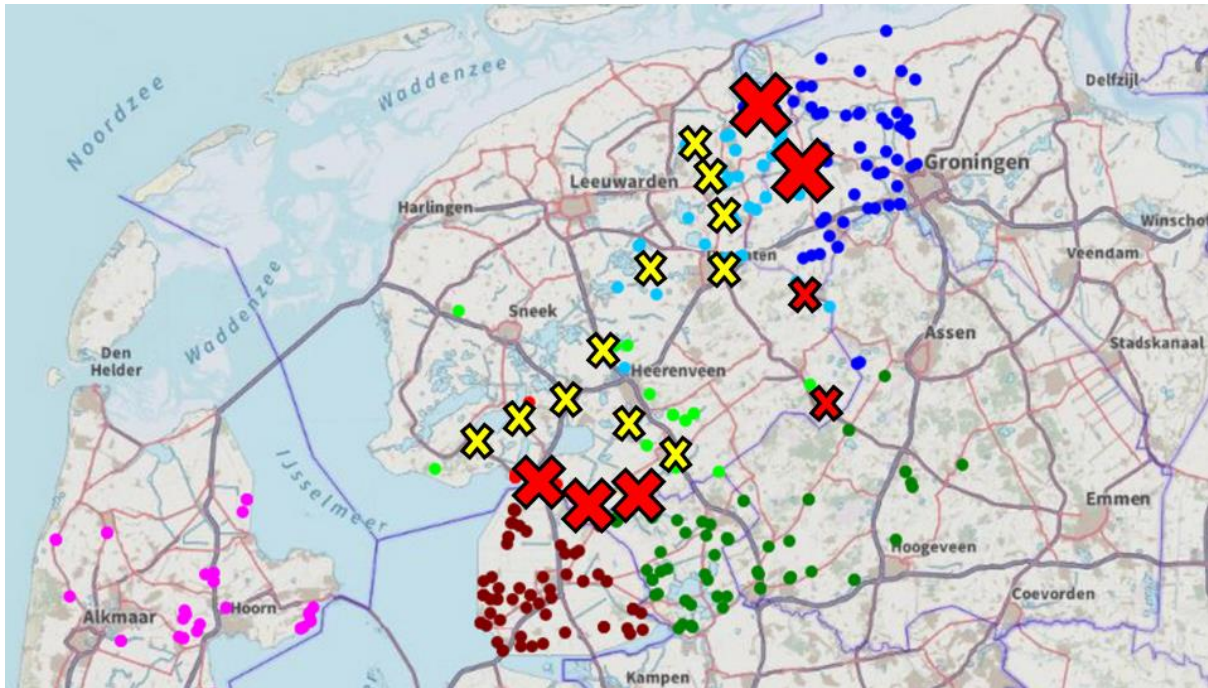 Noordzee
Waddenzee
Delfzijl
Groningen
Leeuwarden
Harlingen
Winschot
Veendam
Waddenzee
Sneek
Assen
Stadskanaal
Den
Helder
Heerenveen
IJsselmeer
Emmen
Hoogeveen
Hoorn
Alkmaar
Coevorden
Kampen